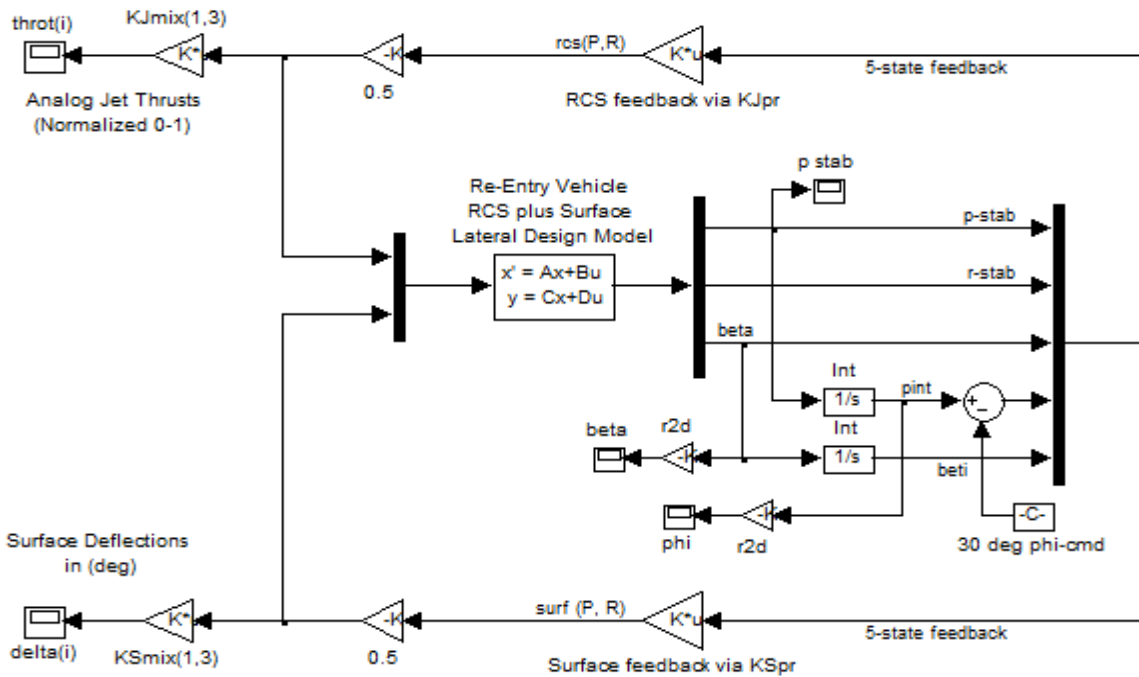 throt(i)
KJmix(1,3)
K*
-K
rcs(P,R)
K*u
5-state feedback
Analog Jet Thrusts
(Normalized 0-1)
0.5
RCS feedback via KJpr
p stab
Re-Entry Vehicle
RCS plus Surface
Lateral Design Model
x' = Ax+Bu
y = Cx+Du
p-stab
r-stab
beta
Int
1/s
pint
+
-
beta
r2d
-K
Int
1/s
beti
phi
-K
r2d
-C-
30 deg phi-cmd
Surface Deflections
in (deg)
delta(i)
K*
KSmix(1,3)
-K
0.5
surf (P, R)
K*u
Surface feedback via KSpr
5-state feedback